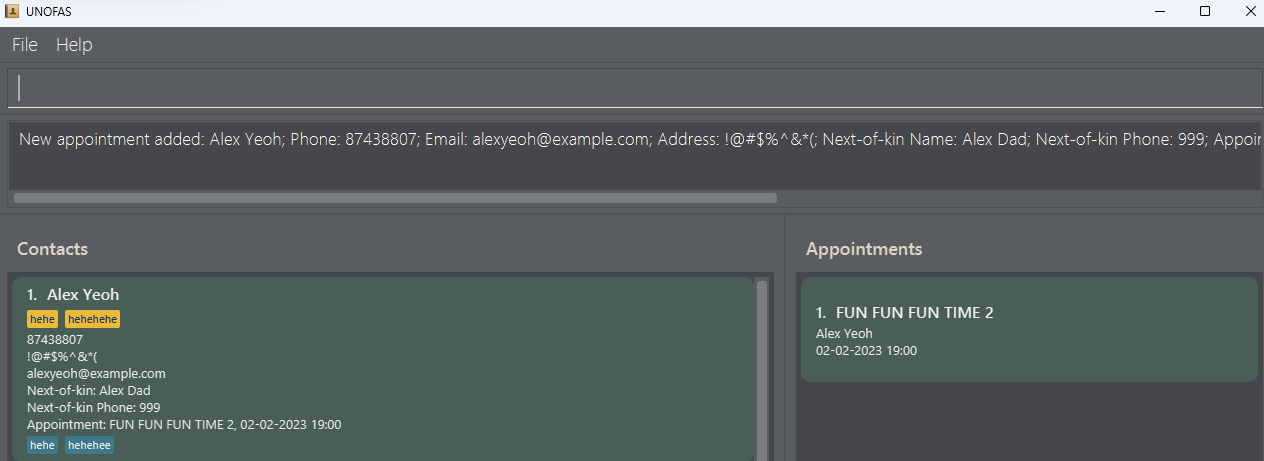 UNOFAS
File Help
New appointment added: Alex Yeoh; Phone: 87438807; Email: alexyeoh@example.com; Address: !@#$%^&*(; Next-of-kin Name: Alex Dad; Next-of-kin Phone: 999; Appoin
Contacts
1. Alex Yeoh
hehe hehehehe
87438807
!@#$%^&*(
alexyeoh@example.com
Next-of-kin: Alex Dad
Next-of-kin Phone: 999
Appointment: FUN FUN FUN TIME 2, 02-02-2023 19:00
hehe hehehee
Appointments
1. FUN FUN FUN TIME 2
Alex Yeoh
02-02-2023 19:00